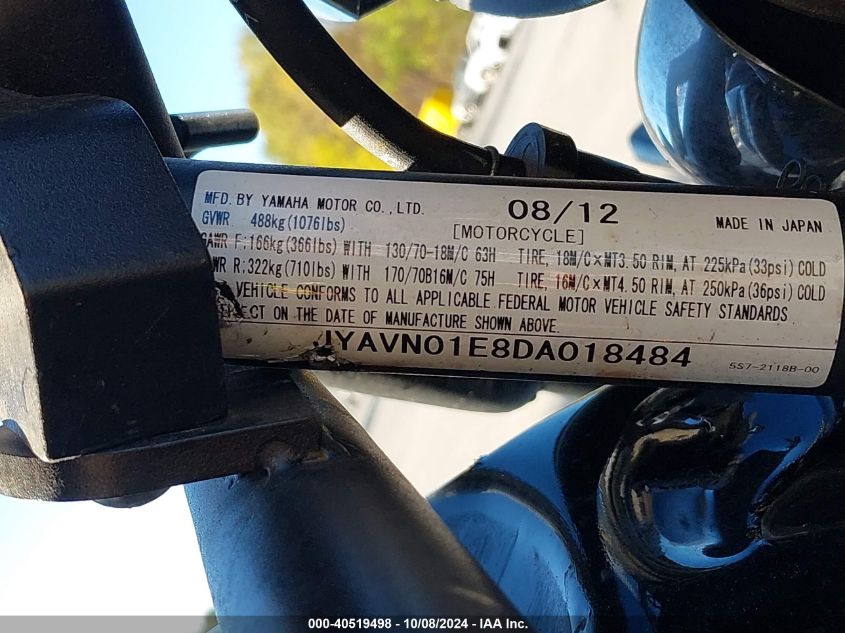 MFD. BY YAMAHA MOTOR CO., LTD. 08/12 MADE IN JAPAN
GVWR 488kg(1076lbs) [MOTORCYCLE]
GAWR F:166kg(366lbs) WITH 130/70-18M/C 63H TIRE, 18M/C×MT3.50 RIM, AT 225kPa(33psi) COLD
WR R:322kg(710lbs) WITH 170/70B16M/C 75H TIRE, 16M/C×MT4.50 RIM, AT 250kPa(36psi) COLD
VEHICLE CONFORMS TO ALL APPLICABLE FEDERAL MOTOR VEHICLE SAFETY STANDARDS
FECT ON THE DATE OF MANUFACTURE SHOWN ABOVE.
JYAVN01E8DA018484
5S7-2118B-00
000-40519498 - 10/08/2024 - IAA Inc.